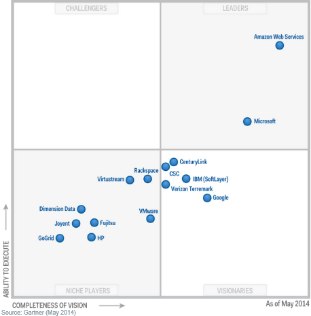 CHALLENGERS
LEADERS
Amazon Web Services
Microsoft
CenturyLink
CSC
IBM (SoftLayer)
Rackspace
Virtustream
Verizon Terremark
Google
Dimension Data
VMware
Joyent
Fujitsu
GoGrid
HP
NICHE PLAYERS
VISIONARIES
ABILITY TO EXECUTE
COMPLETENESS OF VISION
As of May 2014
Source: Gartner (May 2014)